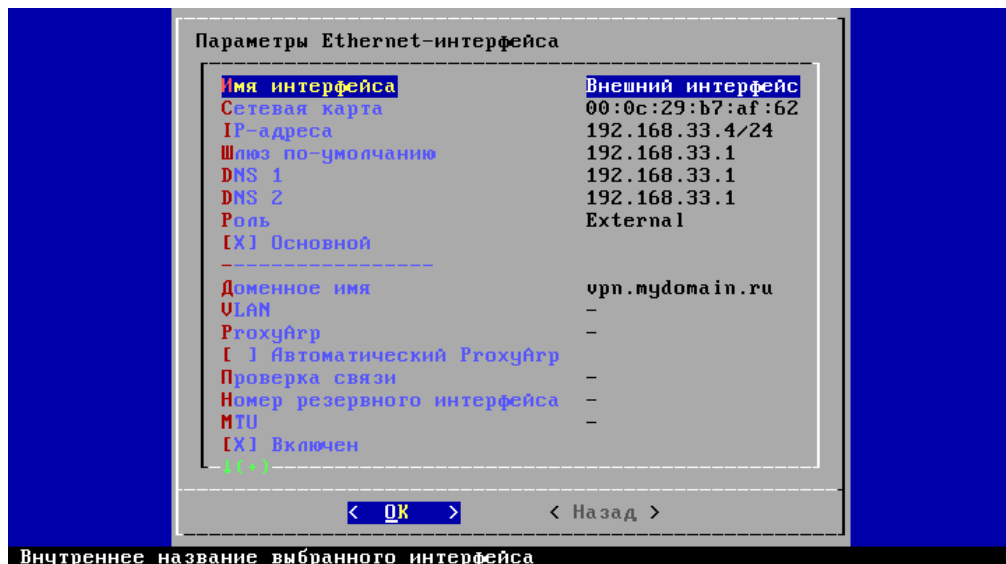 Параметры Ethernet-интерфейса
Имя интерфейса Внешний интерфейс
Сетевая карта 00:0c:29:b7:af:62
IP-адреса 192.168.33.4/24
Шлюз по-умолчанию 192.168.33.1
DNS 1 192.168.33.1
DNS 2 192.168.33.1
Роль External
[X] Основной
Доменное имя vpn.mydomain.ru
VLAN –
ProxyArp –
[ ] Автоматический ProxyArp
Проверка связи –
Номер резервного интерфейса –
MTU –
[X] Включен
↓(+)
< OK > < Назад >
Внутреннее название выбранного интерфейса